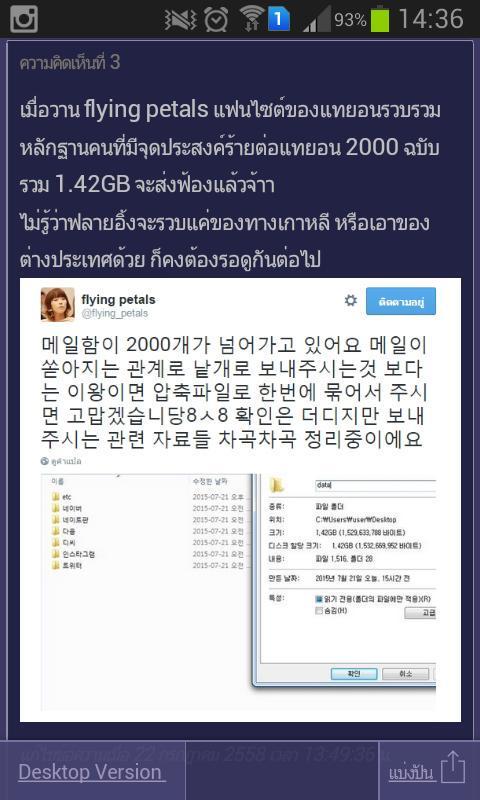 1
93%
14:36
ความคิดเห็นที่ 3
เมื่อวาน flying petals แฟนไซต์ของแทยอนรวบรวม
หลักฐานคนที่มีจุดประสงค์ร้ายต่อแทยอน 2000 ฉบับ
รวม 1.42GB จะส่งฟ้องแล้วจ้าา
ไม่รู้ว่าฟลายอิ้งจะรวบแค่ของทางเกาหลี หรือเอาของ
ต่างประเทศด้วย ก็คงต้องรอดูกันต่อไป
flying petals
@flying_petals
ติดตามอยู่
메일함이 2000개가 넘어가고 있어요 메일이
쏟아지는 관계로 낱개로 보내주시는것 보다
는 이왕이면 압축파일로 한번에 묶어서 주시
면 고맙겠습니당8ㅅ8 확인은 더디지만 보내
주시는 관련 자료들 차곡차곡 정리중이에요
ดูคำแปล
이름
수정한 날짜
etc
2015-07-21 오후
네이버
2015-07-21 오전
네이트판
2015-07-21 오전
다음
2015-07-21 오전
디씨
2015-07-21 오전
인스타그램
2015-07-21 오전
트위터
2015-07-21 오전
data
종류:
파일 폴더
위치:
C:₩Users₩user₩Desktop
크기:
1.42GB (1,529,633,788 바이트)
디스크 할당 크기:
1.42GB (1,532,669,952 바이트)
내용:
파일 1,516, 폴더 28
만든 날짜:
2015년 7월 21일 오늘, 15시간 전
특성:
읽기 전용(폴더의 파일에만 적용)(R)
숨김(H)
고급
확인
취소
แก้ไขข้อความเมื่อ 22 กรกฎาคม 2558 เวลา 13:49:36 น.
Desktop Version
แบ่งปัน